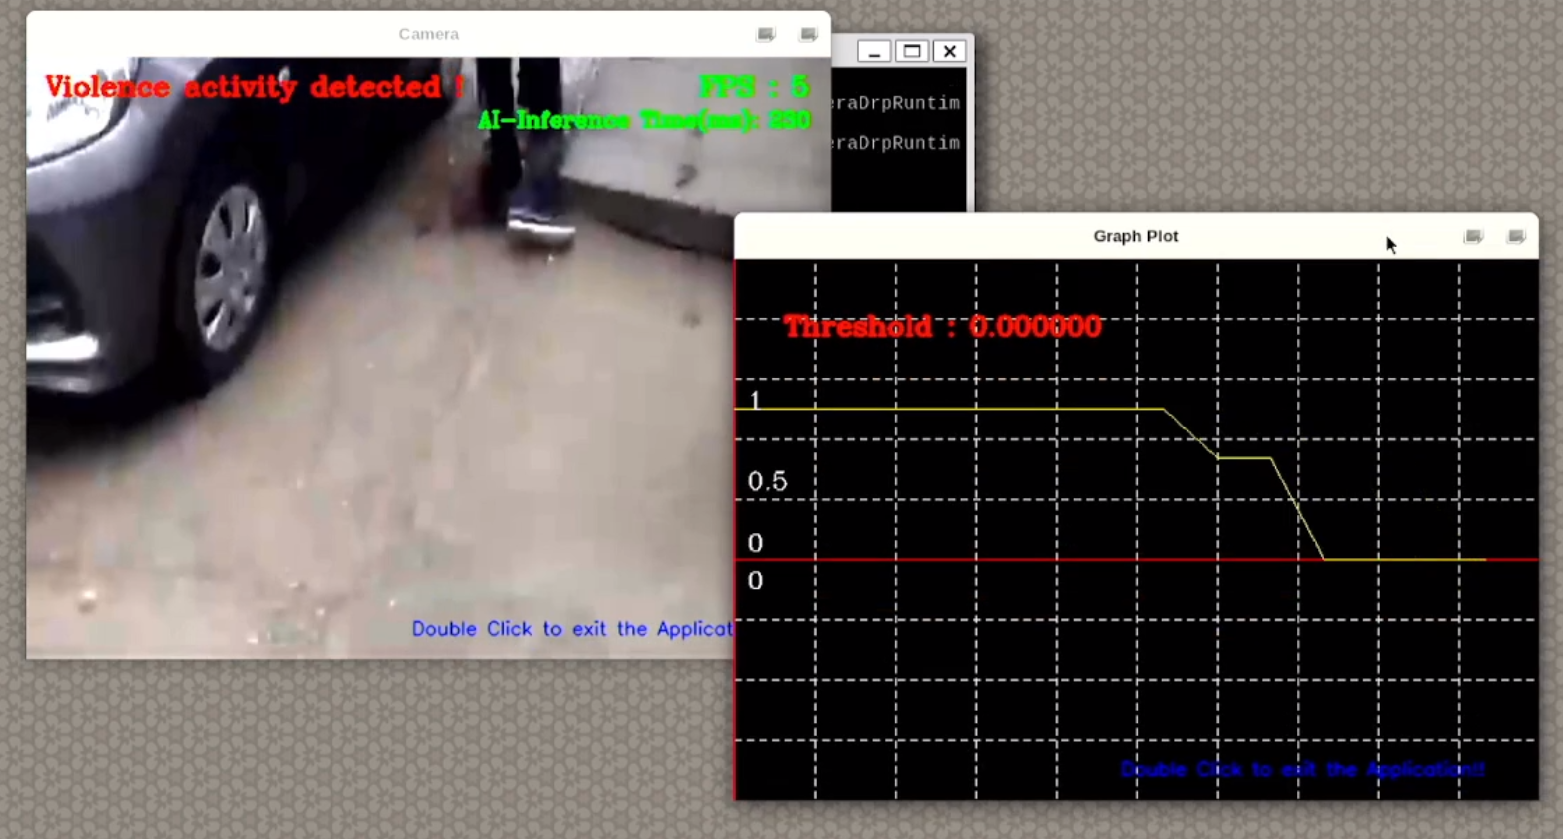 Camera
Violence activity detected !
FPS : 5
AI-Inference Time(ms): 230
eraDrpRuntim
eraDrpRuntim
Double Click to exit the Applicat
Graph Plot
Threshold : 0.000000
1
0.5
0
0
Double Click to exit the Application!!